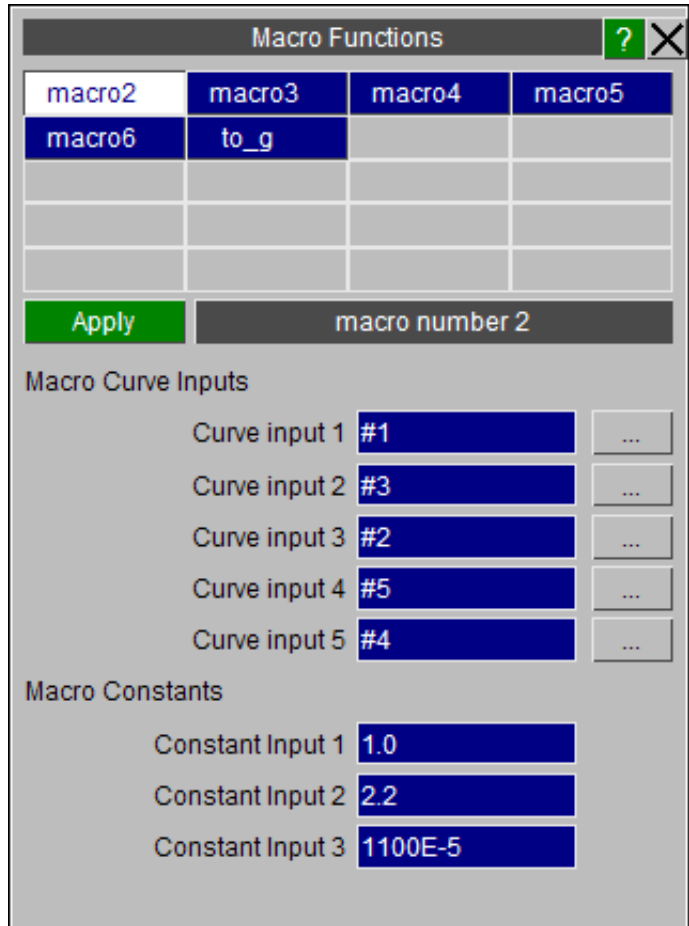 Macro Functions ? X
macro2 macro3 macro4 macro5
macro6 to_g
Apply macro number 2
Macro Curve Inputs
Curve input 1 #1 ...
Curve input 2 #3 ...
Curve input 3 #2 ...
Curve input 4 #5 ...
Curve input 5 #4 ...
Macro Constants
Constant Input 1 1.0
Constant Input 2 2.2
Constant Input 3 1100E-5